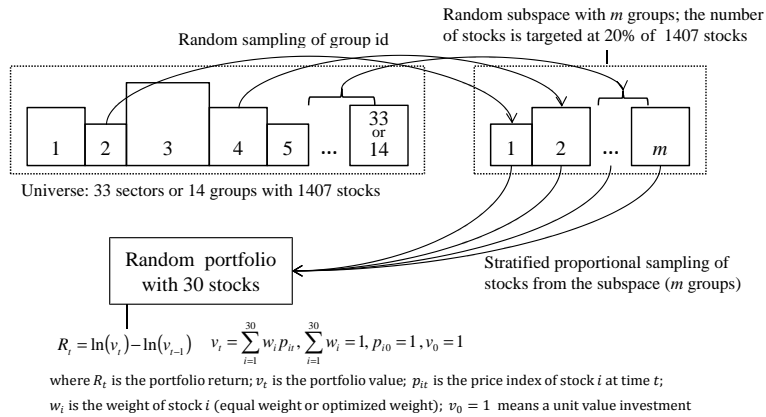 Random subspace with m groups; the number
of stocks is targeted at 20% of 1407 stocks
Random sampling of group id
1 2 3 4 5 ... 33 or 14
1 2 ... m
Universe: 33 sectors or 14 groups with 1407 stocks
Random portfolio
with 30 stocks
Stratified proportional sampling of
stocks from the subspace (m groups)
R_t = ln(v_t) − ln(v_{t−1}) v_t = ∑_{i=1}^{30} w_i p_{it}, ∑_{i=1}^{30} w_i = 1, p_{i0} = 1, v_0 = 1
where R_t is the portfolio return; v_t is the portfolio value; p_{it} is the price index of stock i at time t;
w_i is the weight of stock i (equal weight or optimized weight); v_0 = 1 means a unit value investment